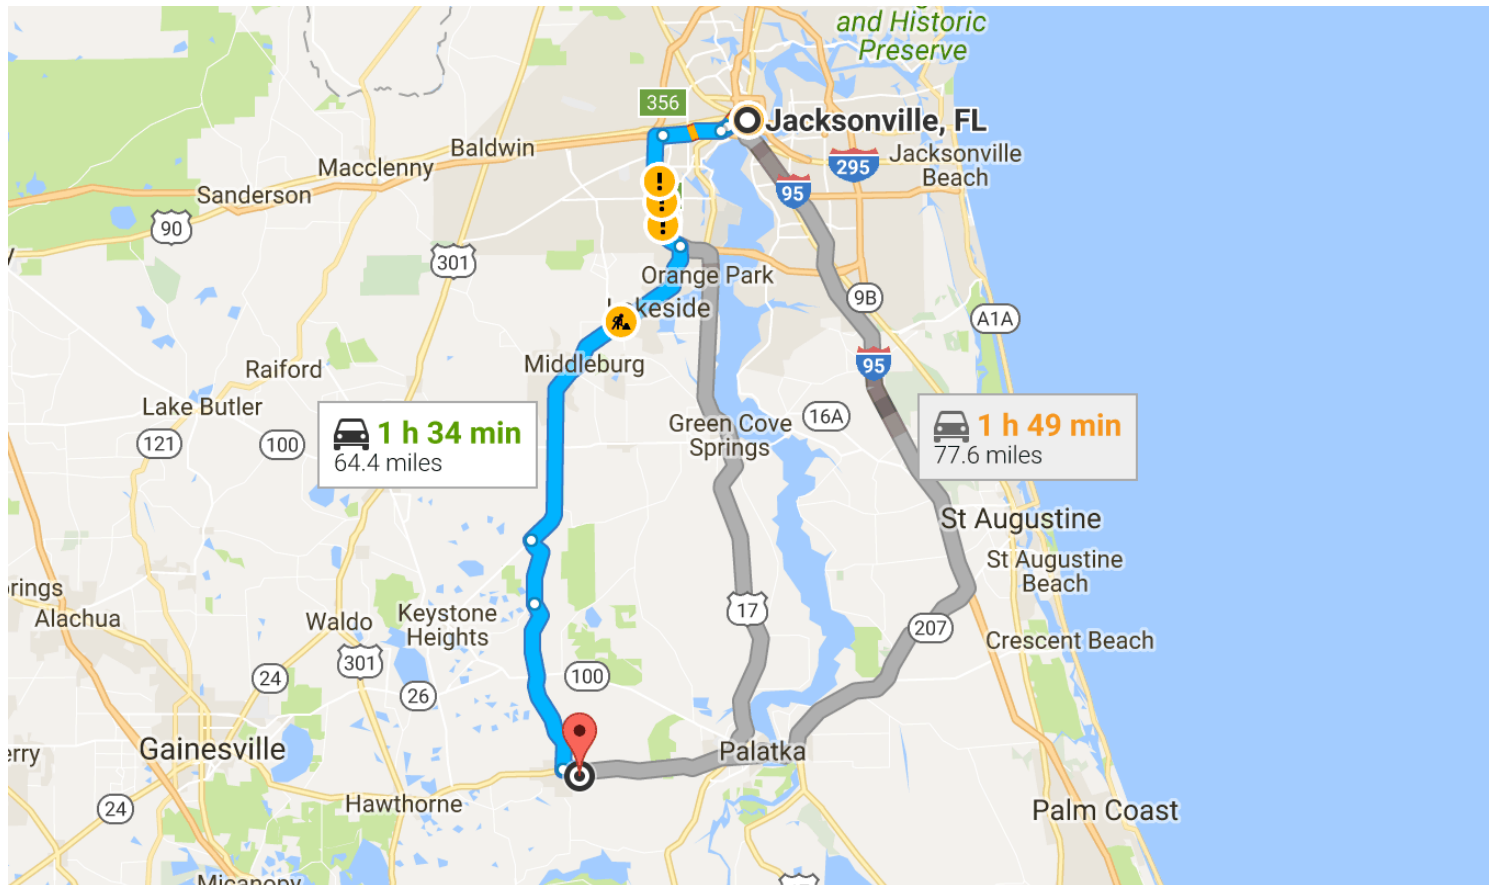 and Historic
Preserve
356
Jacksonville, FL
Baldwin
295
Jacksonville
Beach
Macclenny
95
Sanderson
90
301
Orange Park
9B
keseside
A1A
Middleburg
95
Raiford
Lake Butler
16A
1 h 34 min
64.4 miles
1 h 49 min
77.6 miles
Green Cove
Springs
121
100
St Augustine
St Augustine
Beach
rings
Alachua
Waldo
Keystone
Heights
17
207
Crescent Beach
301
24
26
100
Gainesville
erry
Palatka
Hawthorne
24
Palm Coast
Micanopy